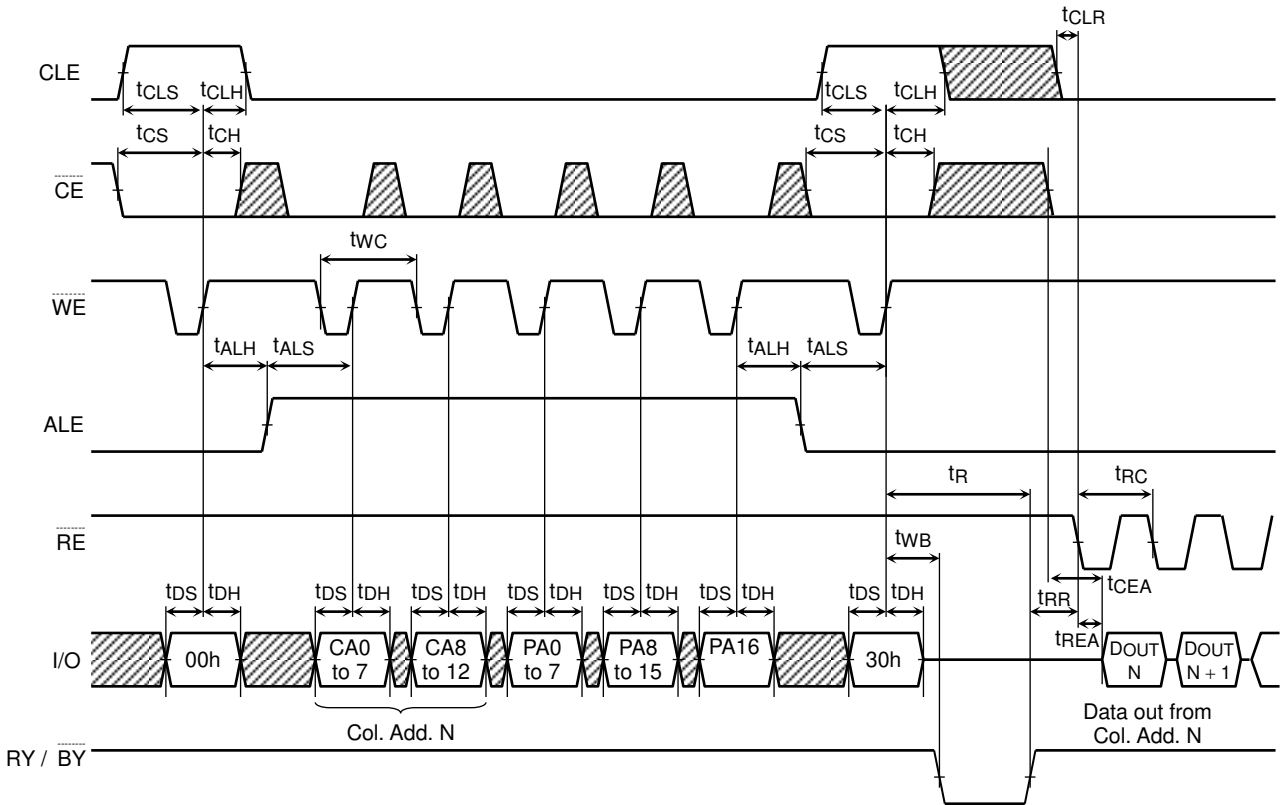 tCLR
CLE
tCLS tCLH tCLS tCLH
tCS tCH tCS tCH
CE
tWC
WE
tALH tALS tALH tALS
ALE
tR tRC
RE
tWB
tDS tDH tDS tDH tDS tDH tDS tDH tDS tDH tDS tDH tDS tDH
tCEA
tRR
tREA
I/O 00h CA0 to 7 CA8 to 12 PA0 to 7 PA8 to 15 PA16 30h DOUT N DOUT N + 1
Col. Add. N
Data out from
Col. Add. N
RY / BY